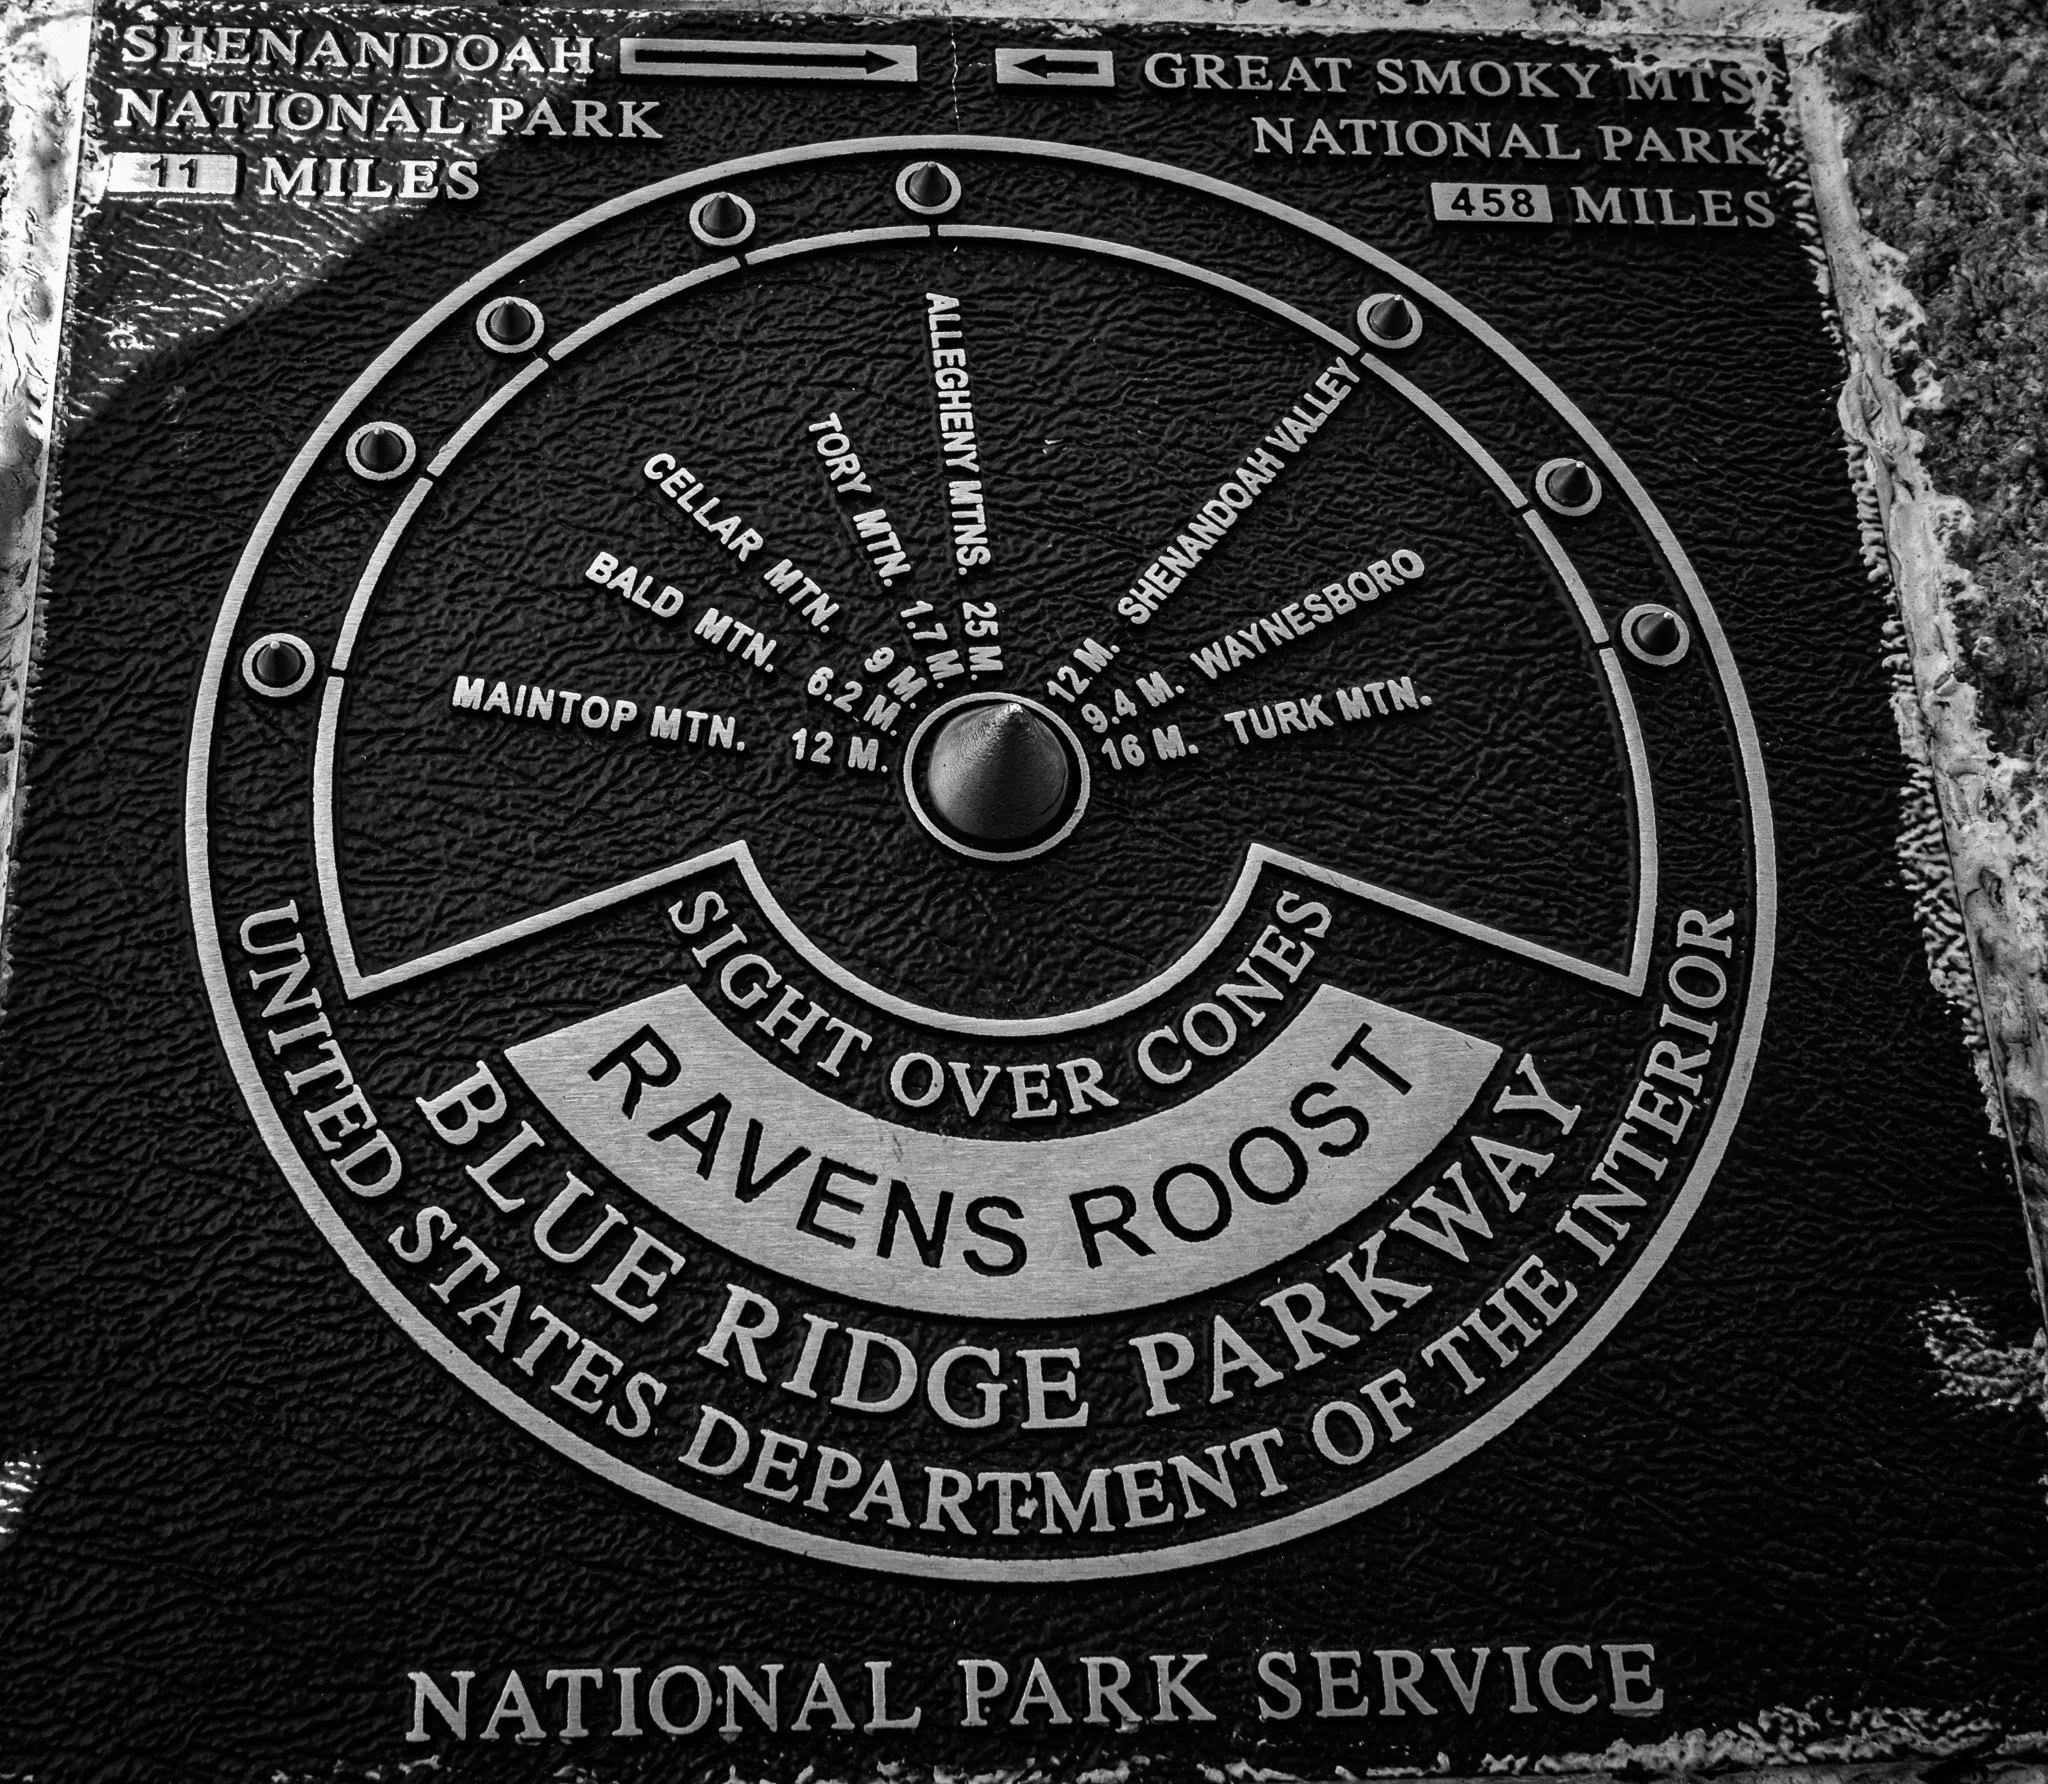 SHENANDOAH
NATIONAL PARK
11 MILES
GREAT SMOKY MTS
NATIONAL PARK
458 MILES
MAINTOP MTN. 12 M.
BALD MTN. 6.2 M.
CELLAR MTN. 9 M.
TORY MTN. 1.7 M.
ALLEGHENY MTNS. 25 M.
12 M. SHENANDOAH VALLEY
9.4 M. WAYNESBORO
16 M. TURK MTN.
SIGHT OVER CONES
RAVENS ROOST
BLUE RIDGE PARKWAY
UNITED STATES DEPARTMENT OF THE INTERIOR
NATIONAL PARK SERVICE